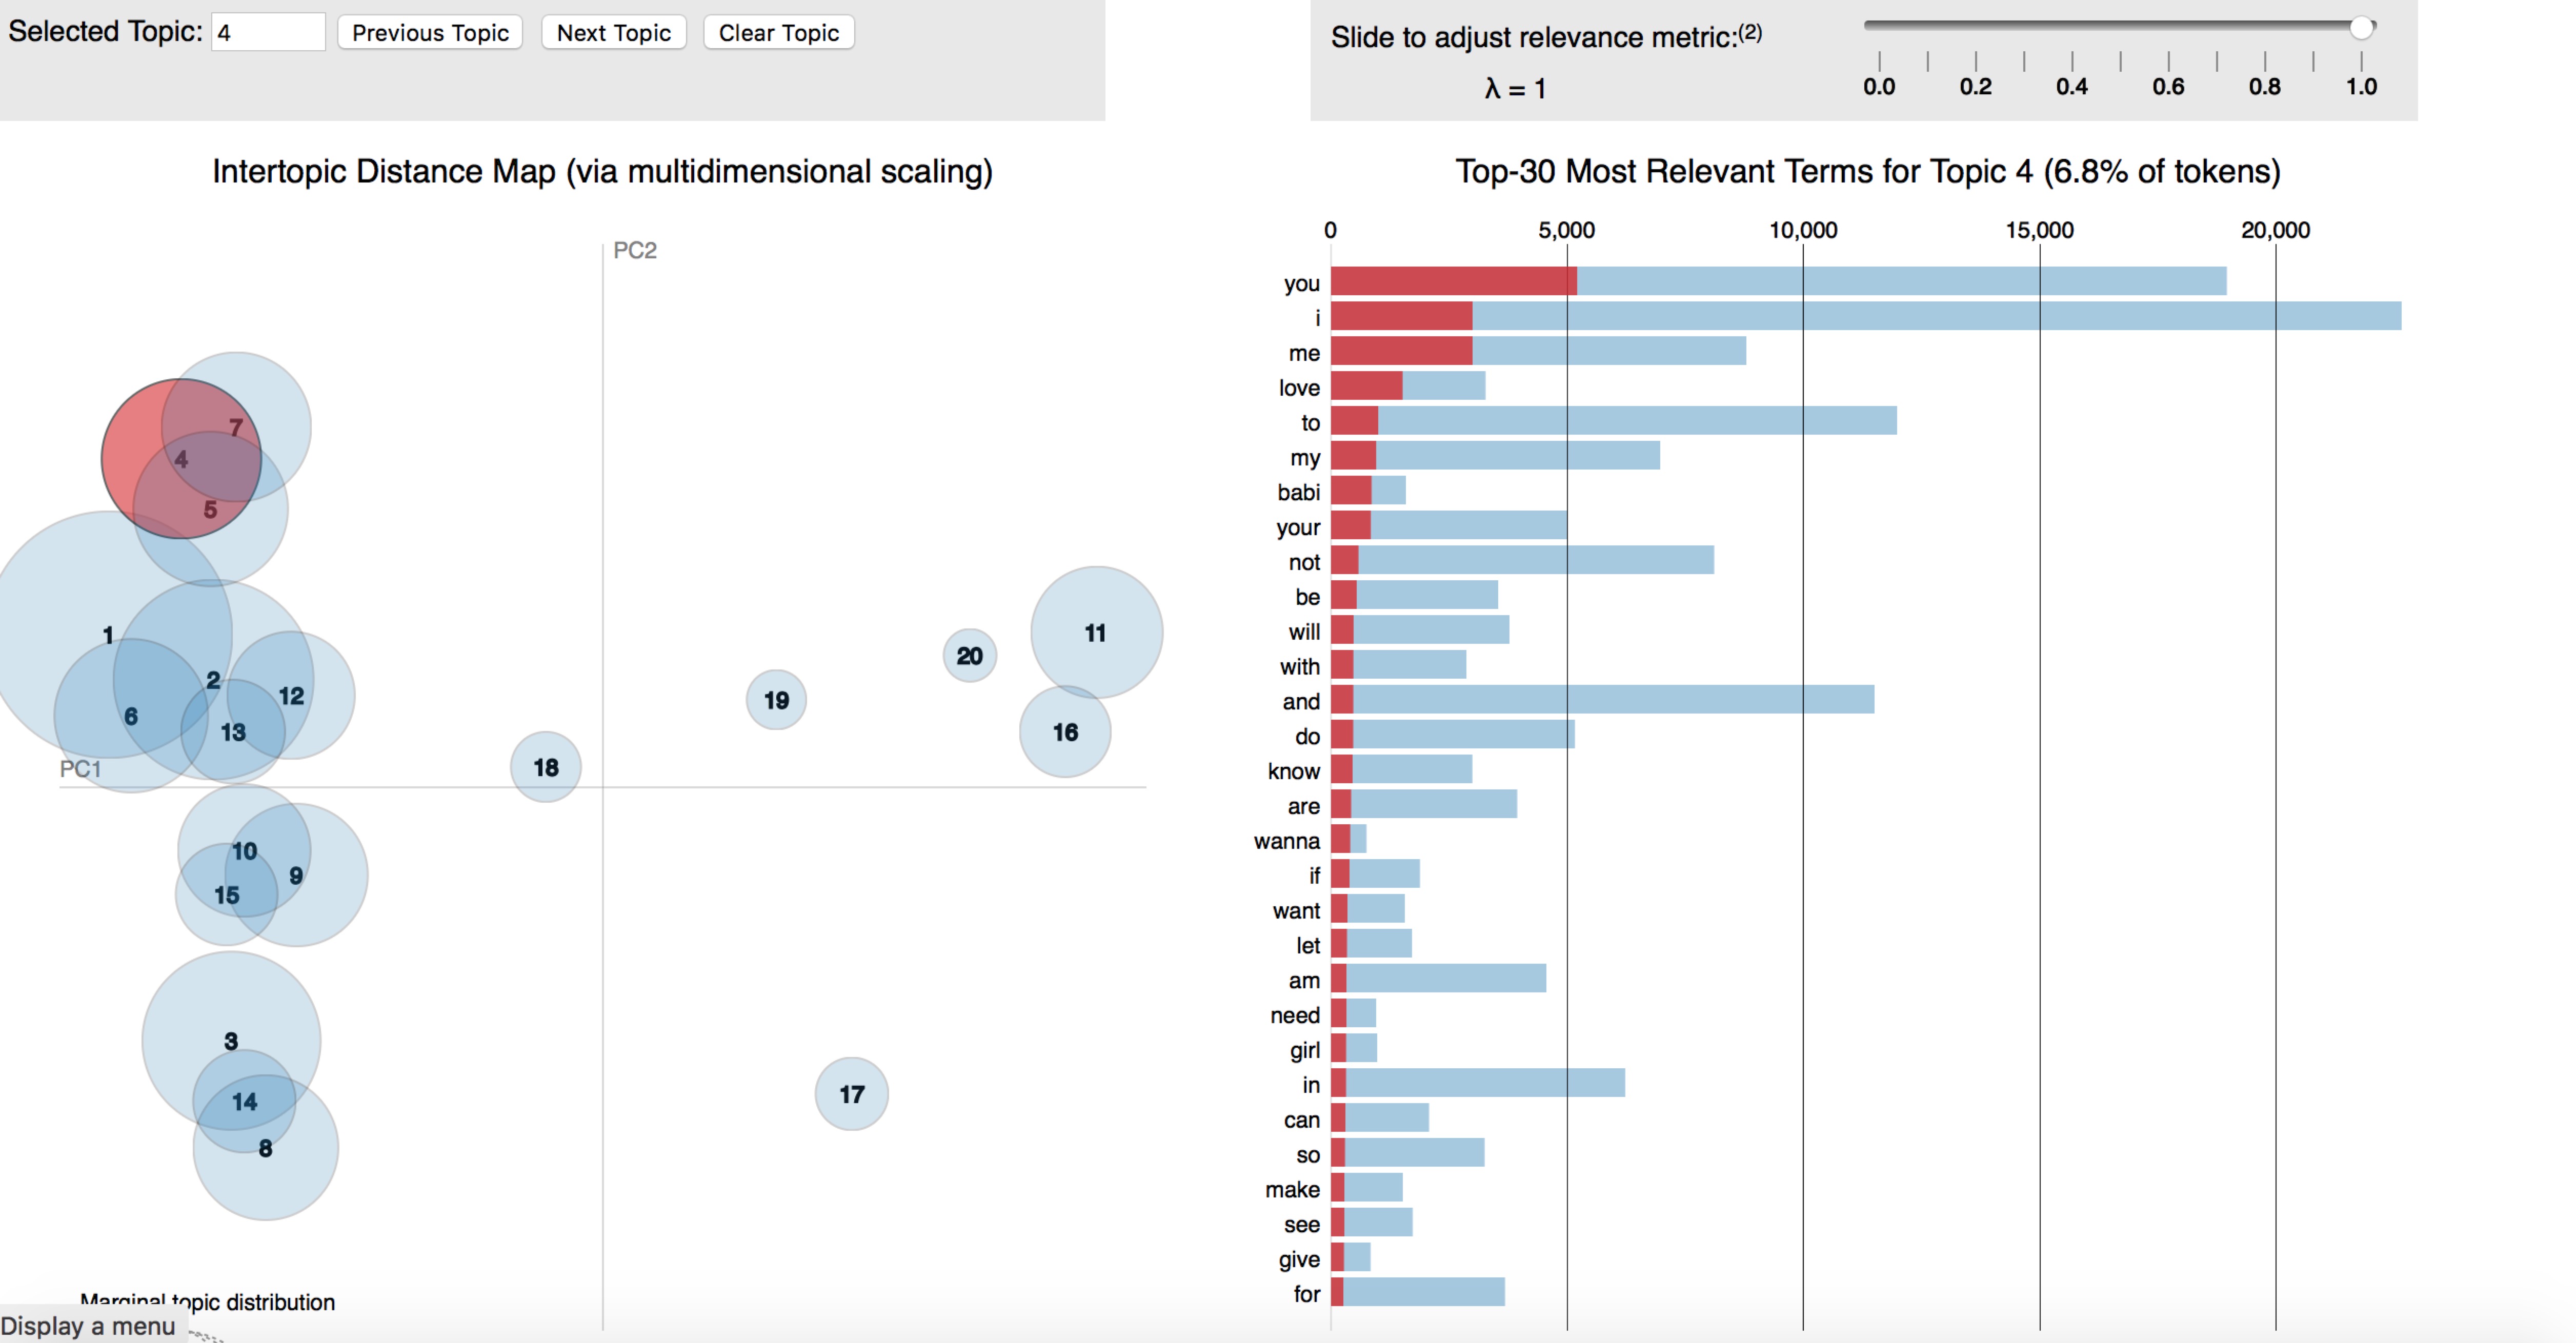 Selected Topic: 4 Previous Topic Next Topic Clear Topic
Slide to adjust relevance metric:(2)
λ = 1
0.0 0.2 0.4 0.6 0.8 1.0
Intertopic Distance Map (via multidimensional scaling)
PC2
7
4
5
1
2
12
6
13
PC1
18
19
20
11
16
10
9
15
3
14
8
17
Marginal topic distribution
Display a menu
Top-30 Most Relevant Terms for Topic 4 (6.8% of tokens)
0 5,000 10,000 15,000 20,000
you
i
me
love
to
my
babi
your
not
be
will
with
and
do
know
are
wanna
if
want
let
am
need
girl
in
can
so
make
see
give
for